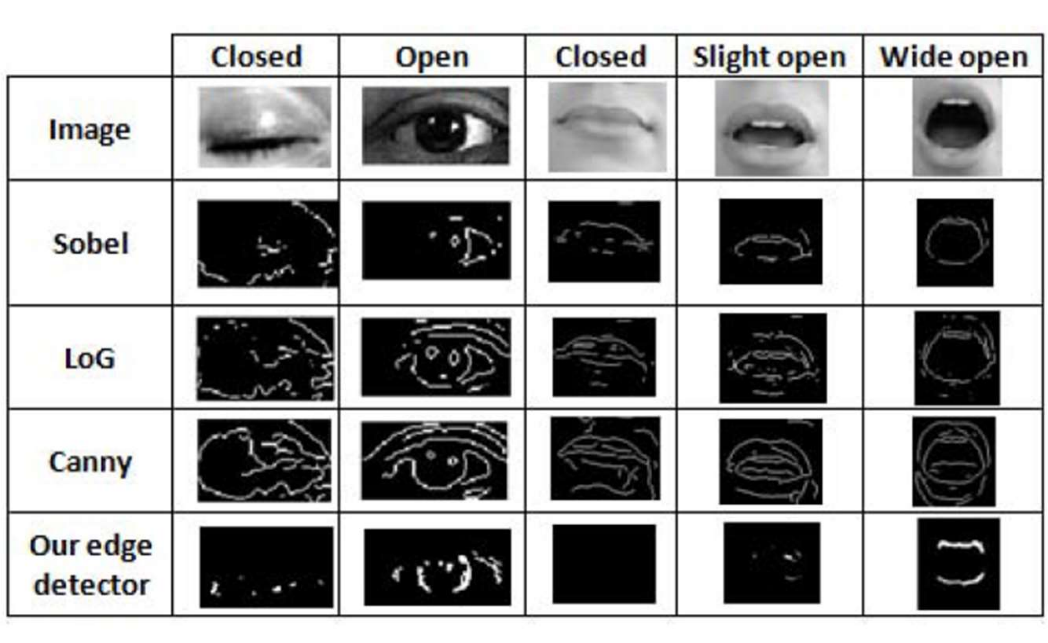 Closed Open Closed Slight open Wide open
Image
Sobel
LoG
Canny
Our edge
detector